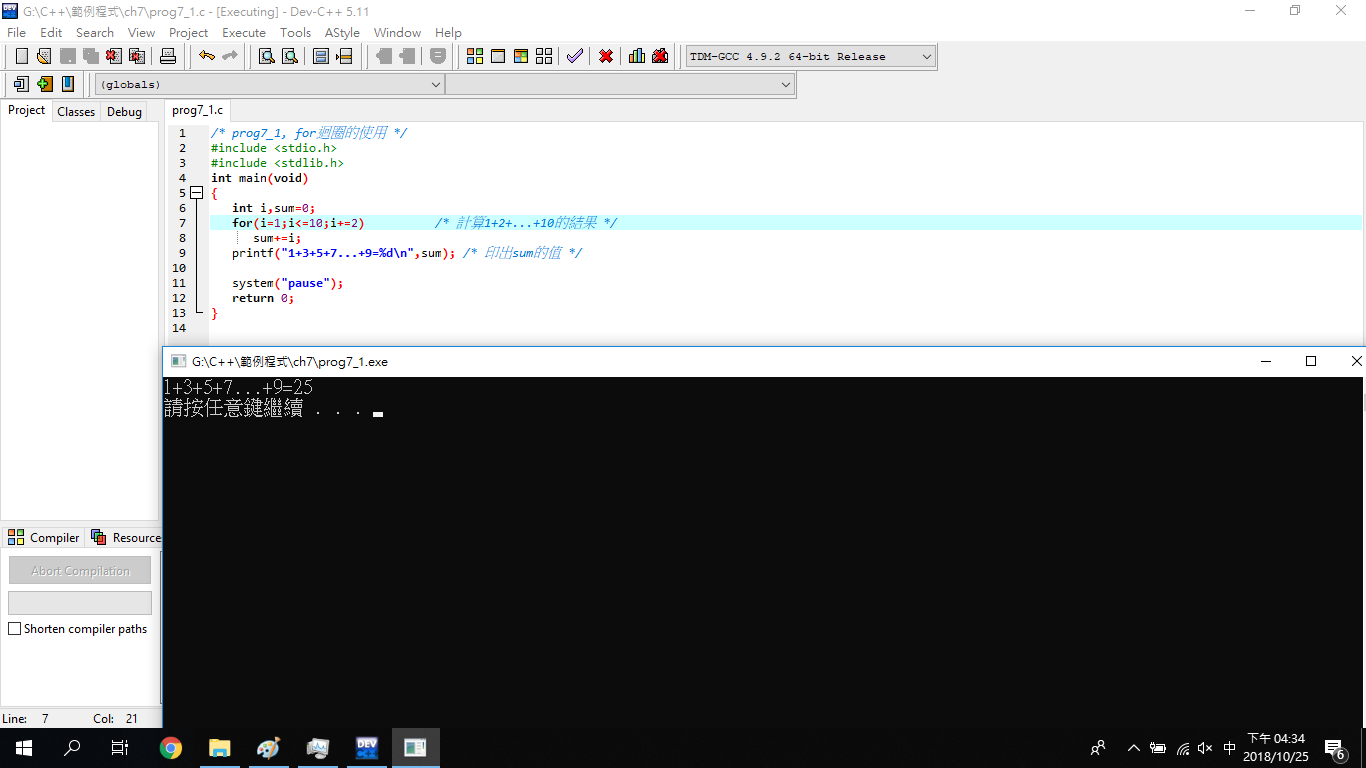 G:\C++\範例程式\ch7\prog7_1.c - [Executing] - Dev-C++ 5.11
File Edit Search View Project Execute Tools AStyle Window Help
TDM-GCC 4.9.2 64-bit Release
(globals)
Project Classes Debug
prog7_1.c
1 /* prog7_1, for迴圈的使用 */
2 #include <stdio.h>
3 #include <stdlib.h>
4 int main(void)
5 {
6 int i,sum=0;
7 for(i=1;i<=10;i+=2) /* 計算1+2+...+10的結果 */
8 sum+=i;
9 printf("1+3+5+7...+9=%d\n",sum); /* 印出sum的值 */
10
11 system("pause");
12 return 0;
13 }
14
G:\C++\範例程式\ch7\prog7_1.exe
1+3+5+7...+9=25
請按任意鍵繼續 . . .
Compiler Resource
Abort Compilation
Shorten compiler paths
Line: 7 Col: 21
DEV
中
下午 04:34
2018/10/25
6